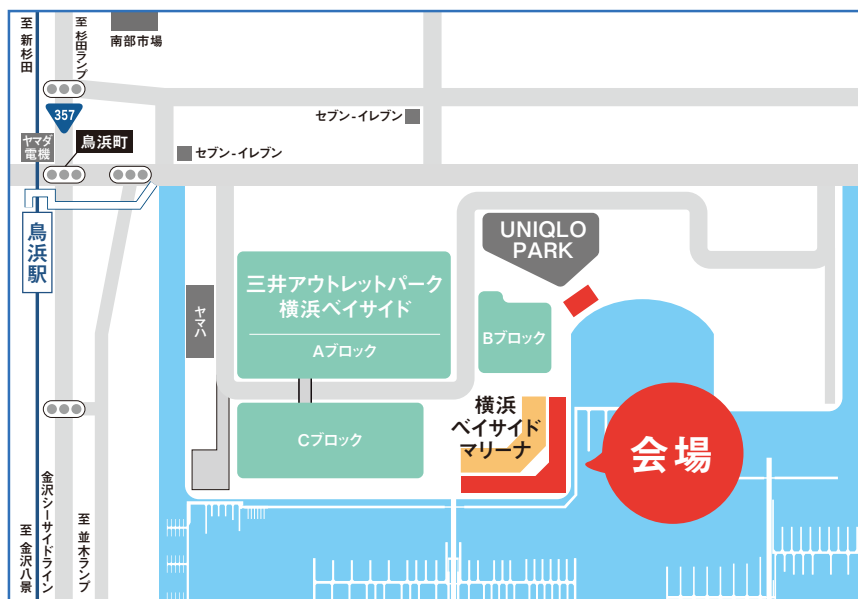 至 新杉田
至 杉田ランプ
南部市場
357
ヤマダ
電機
鳥浜町
セブン-イレブン
セブン-イレブン
鳥浜駅
UNIQLO
PARK
三井アウトレットパーク
横浜ベイサイド
Aブロック
ヤマハ
Bブロック
Cブロック
横浜
ベイサイド
マリーナ
会場
金沢シーサイドライン
至 金沢八景
至 並木ランプ